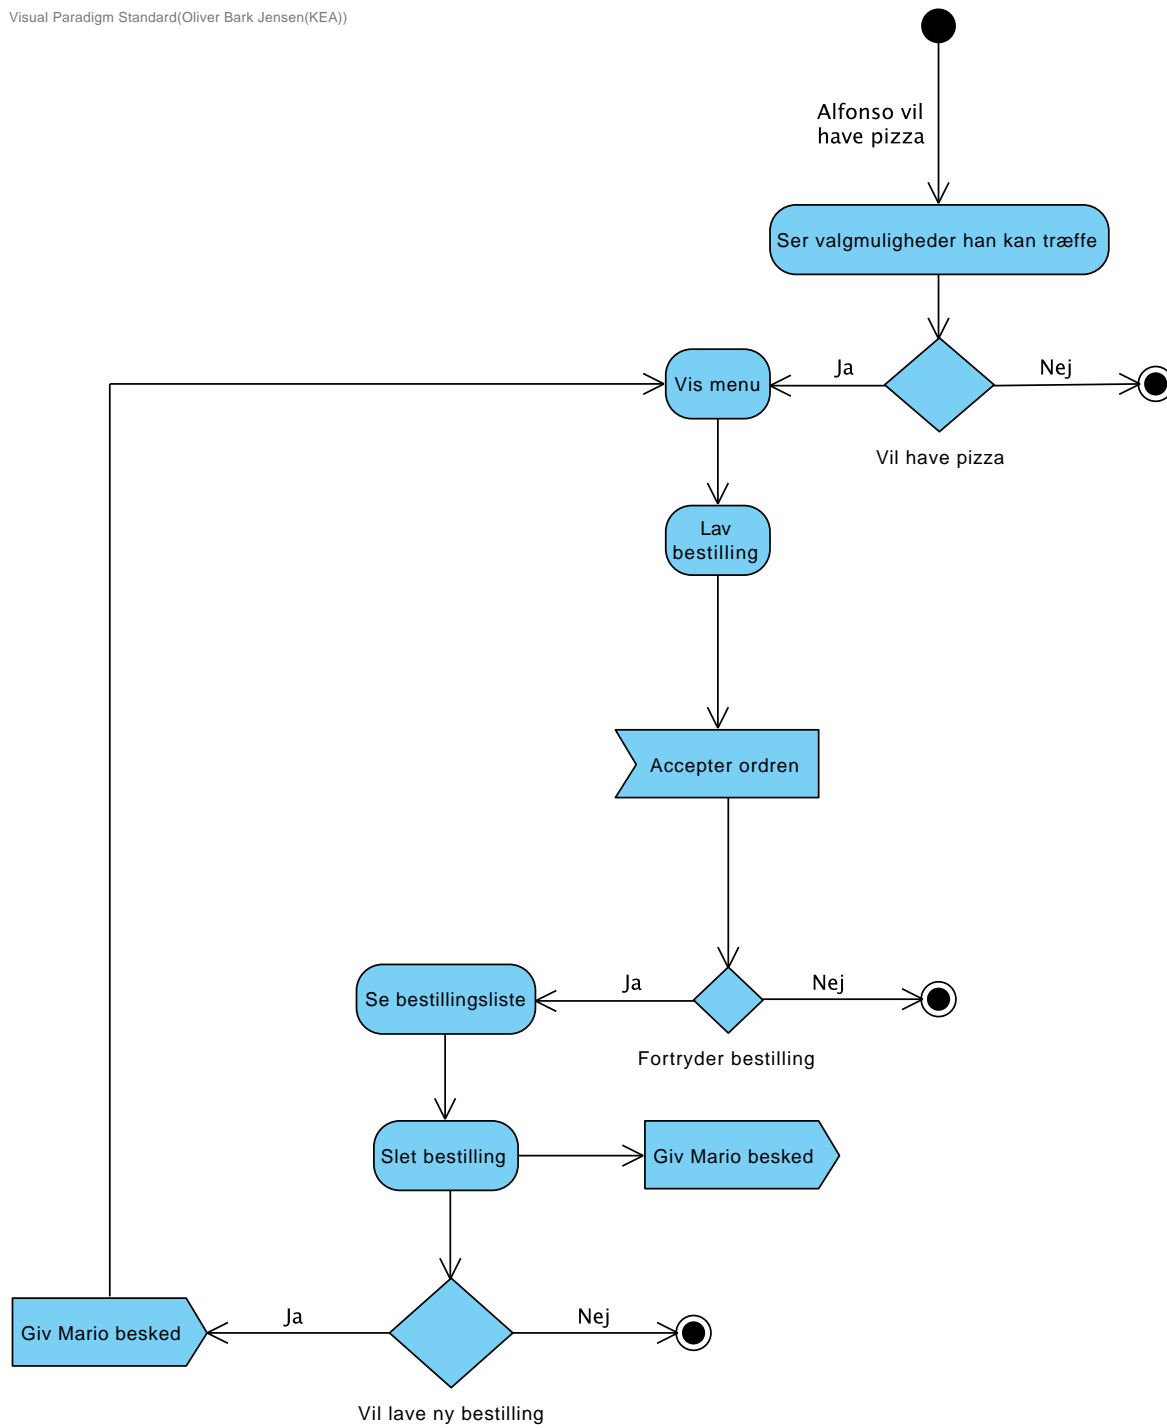 Visual Paradigm Standard(Oliver Bark Jensen(KEA))
Alfonso vil
have pizza
Ser valgmuligheder han kan træffe
Vis menu
Ja
Nej
Vil have pizza
Lav
bestilling
Accepter ordren
Se bestillingsliste
Ja
Nej
Fortryder bestilling
Slet bestilling
Giv Mario besked
Giv Mario besked
Ja
Nej
Vil lave ny bestilling